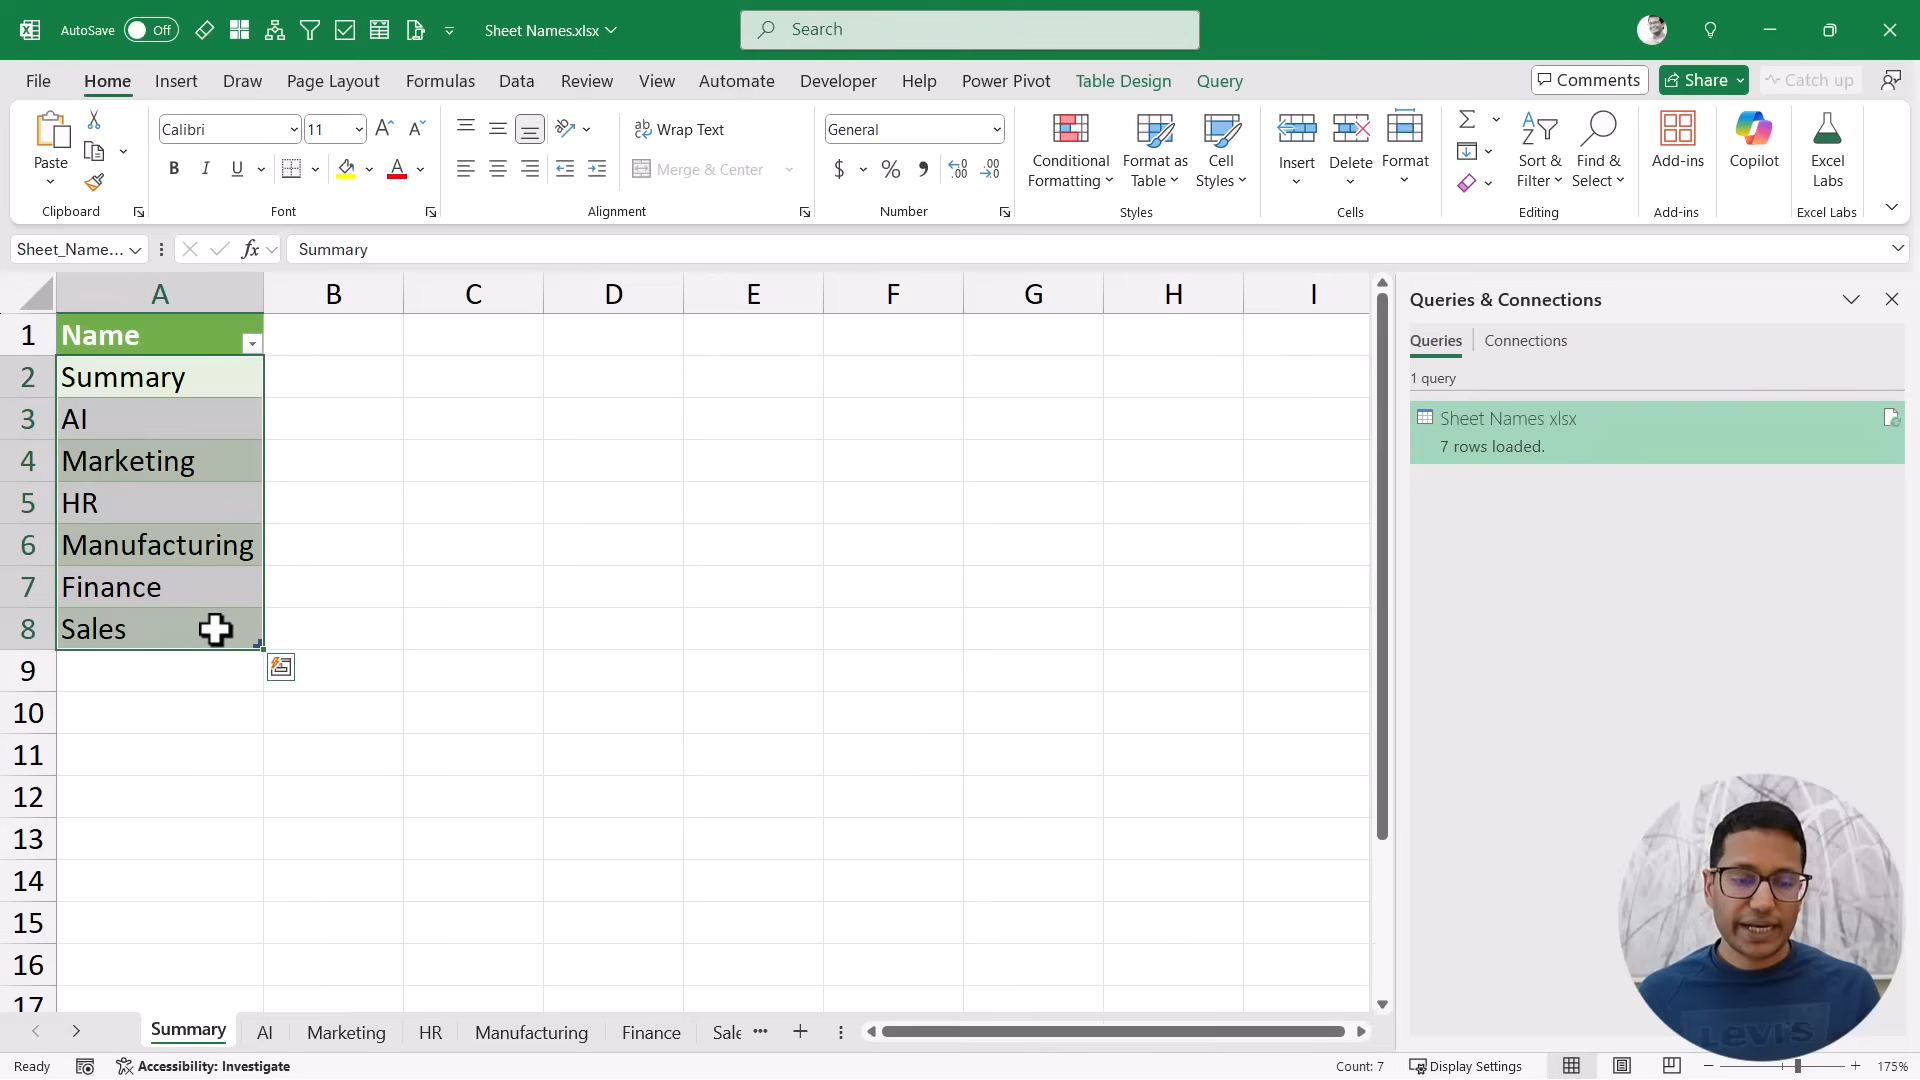 AutoSave Off Sheet Names.xlsx Search
File Home Insert Draw Page Layout Formulas Data Review View Automate Developer Help Power Pivot Table Design Query Comments Share Catch up
Paste
Clipboard
Calibri 11
B I U A
Font
Wrap Text
Merge & Center
Alignment
General
$ % 9
Number
Conditional Formatting
Format as Table
Cell Styles
Styles
Insert Delete Format
Cells
Sort & Filter
Find & Select
Editing
Add-ins
Add-ins
Copilot
Excel Labs
Excel Labs
Sheet_Name... fx Summary
A B C D E F G H I
1 Name
2 Summary
3 AI
4 Marketing
5 HR
6 Manufacturing
7 Finance
8 Sales
9
10
11
12
13
14
15
16
17
Queries & Connections
Queries Connections
1 query
Sheet Names xlsx
7 rows loaded.
Levi's
Summary AI Marketing HR Manufacturing Finance Sale ...
Ready Accessibility: Investigate Count: 7 Display Settings 175%